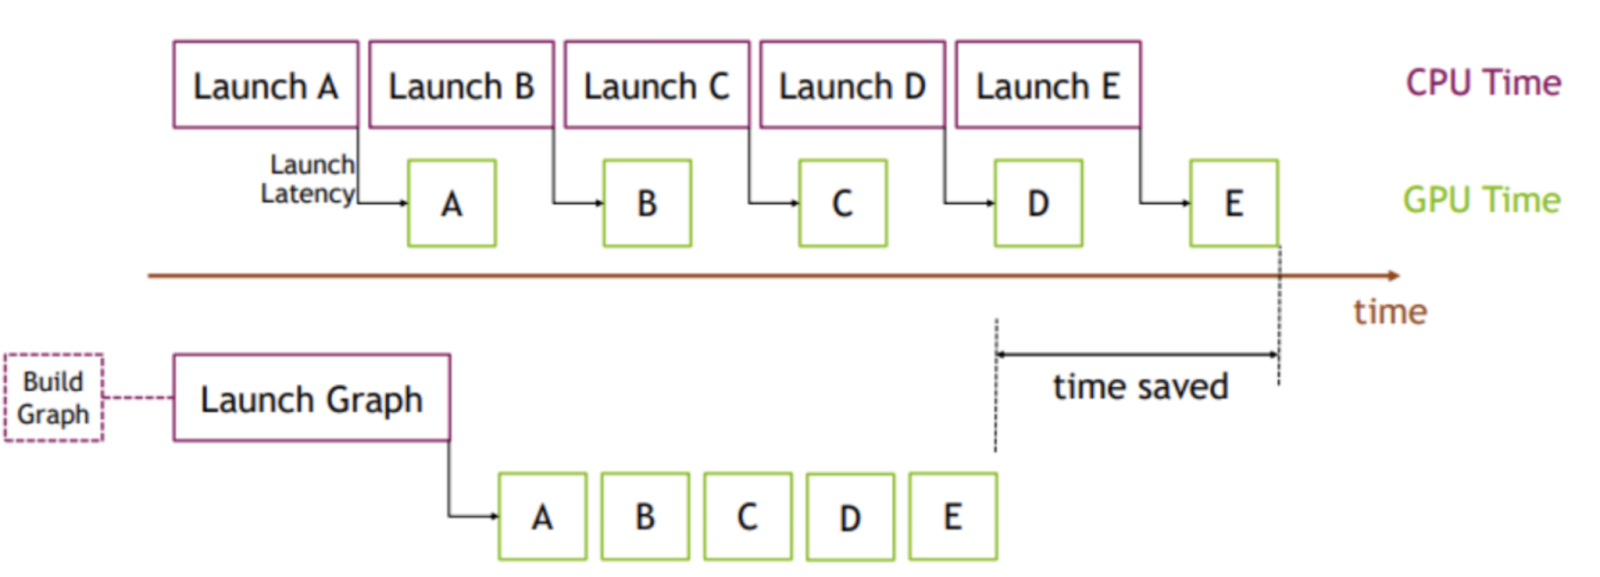 Launch A
Launch B
Launch C
Launch D
Launch E
CPU Time
Launch
Latency
A
B
C
D
E
GPU Time
time
Build
Graph
Launch Graph
time saved
A
B
C
D
E